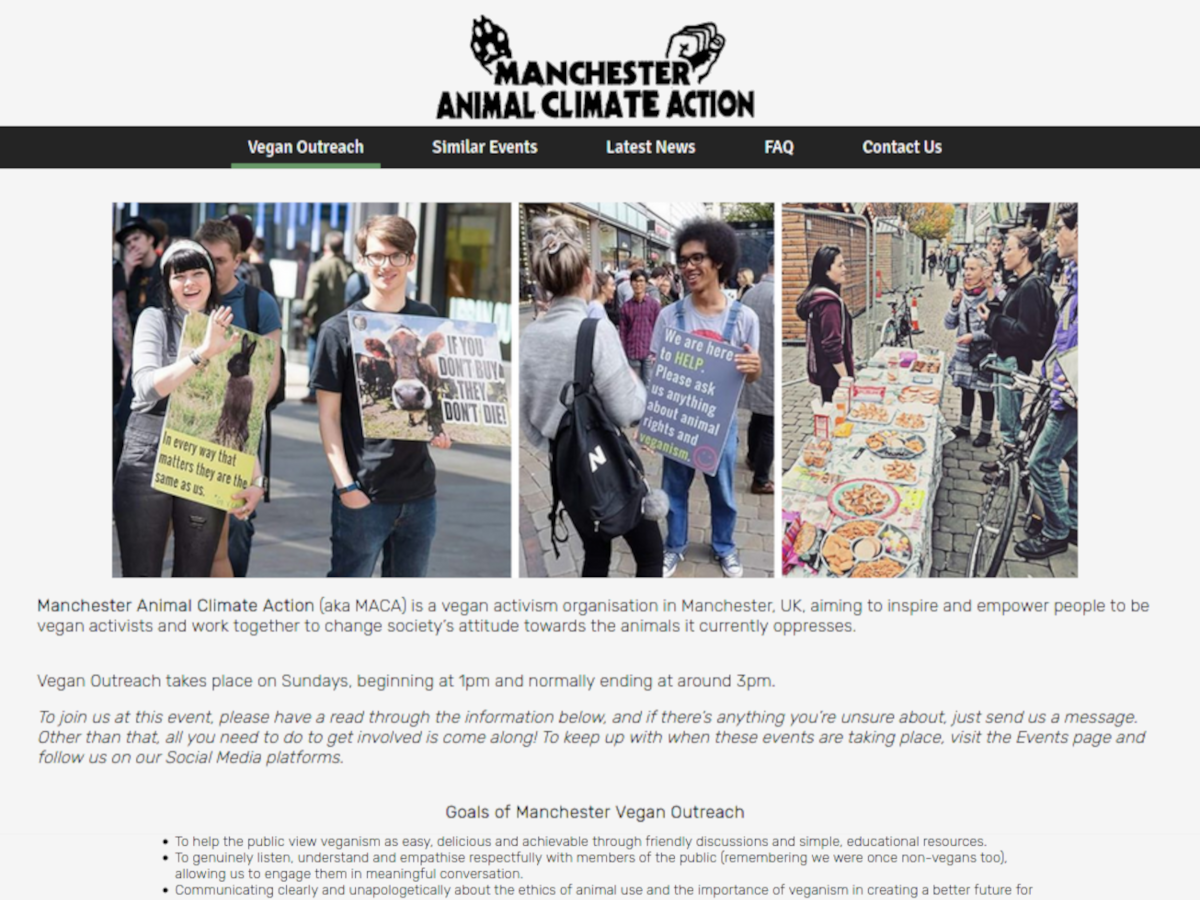 MANCHESTER
ANIMAL CLIMATE ACTION
Vegan Outreach
Similar Events
Latest News
FAQ
Contact Us
In every way that
matters they are the
same as us.
IF YOU
DON'T BUY
THEY
DON'T DIE!
We are here
to HELP.
Please ask
us anything
about animal
rights and
veganism.
Manchester Animal Climate Action (aka MACA) is a vegan activism organisation in Manchester, UK, aiming to inspire and empower people to be
vegan activists and work together to change society's attitude towards the animals it currently oppresses.
Vegan Outreach takes place on Sundays, beginning at 1pm and normally ending at around 3pm.
To join us at this event, please have a read through the information below, and if there's anything you're unsure about, just send us a message.
Other than that, all you need to do to get involved is come along! To keep up with when these events are taking place, visit the Events page and
follow us on our Social Media platforms.
Goals of Manchester Vegan Outreach
• To help the public view veganism as easy, delicious and achievable through friendly discussions and simple, educational resources.
• To genuinely listen, understand and empathise respectfully with members of the public (remembering we were once non-vegans too),
allowing us to engage them in meaningful conversation.
• Communicating clearly and unapologetically about the ethics of animal use and the importance of veganism in creating a better future for